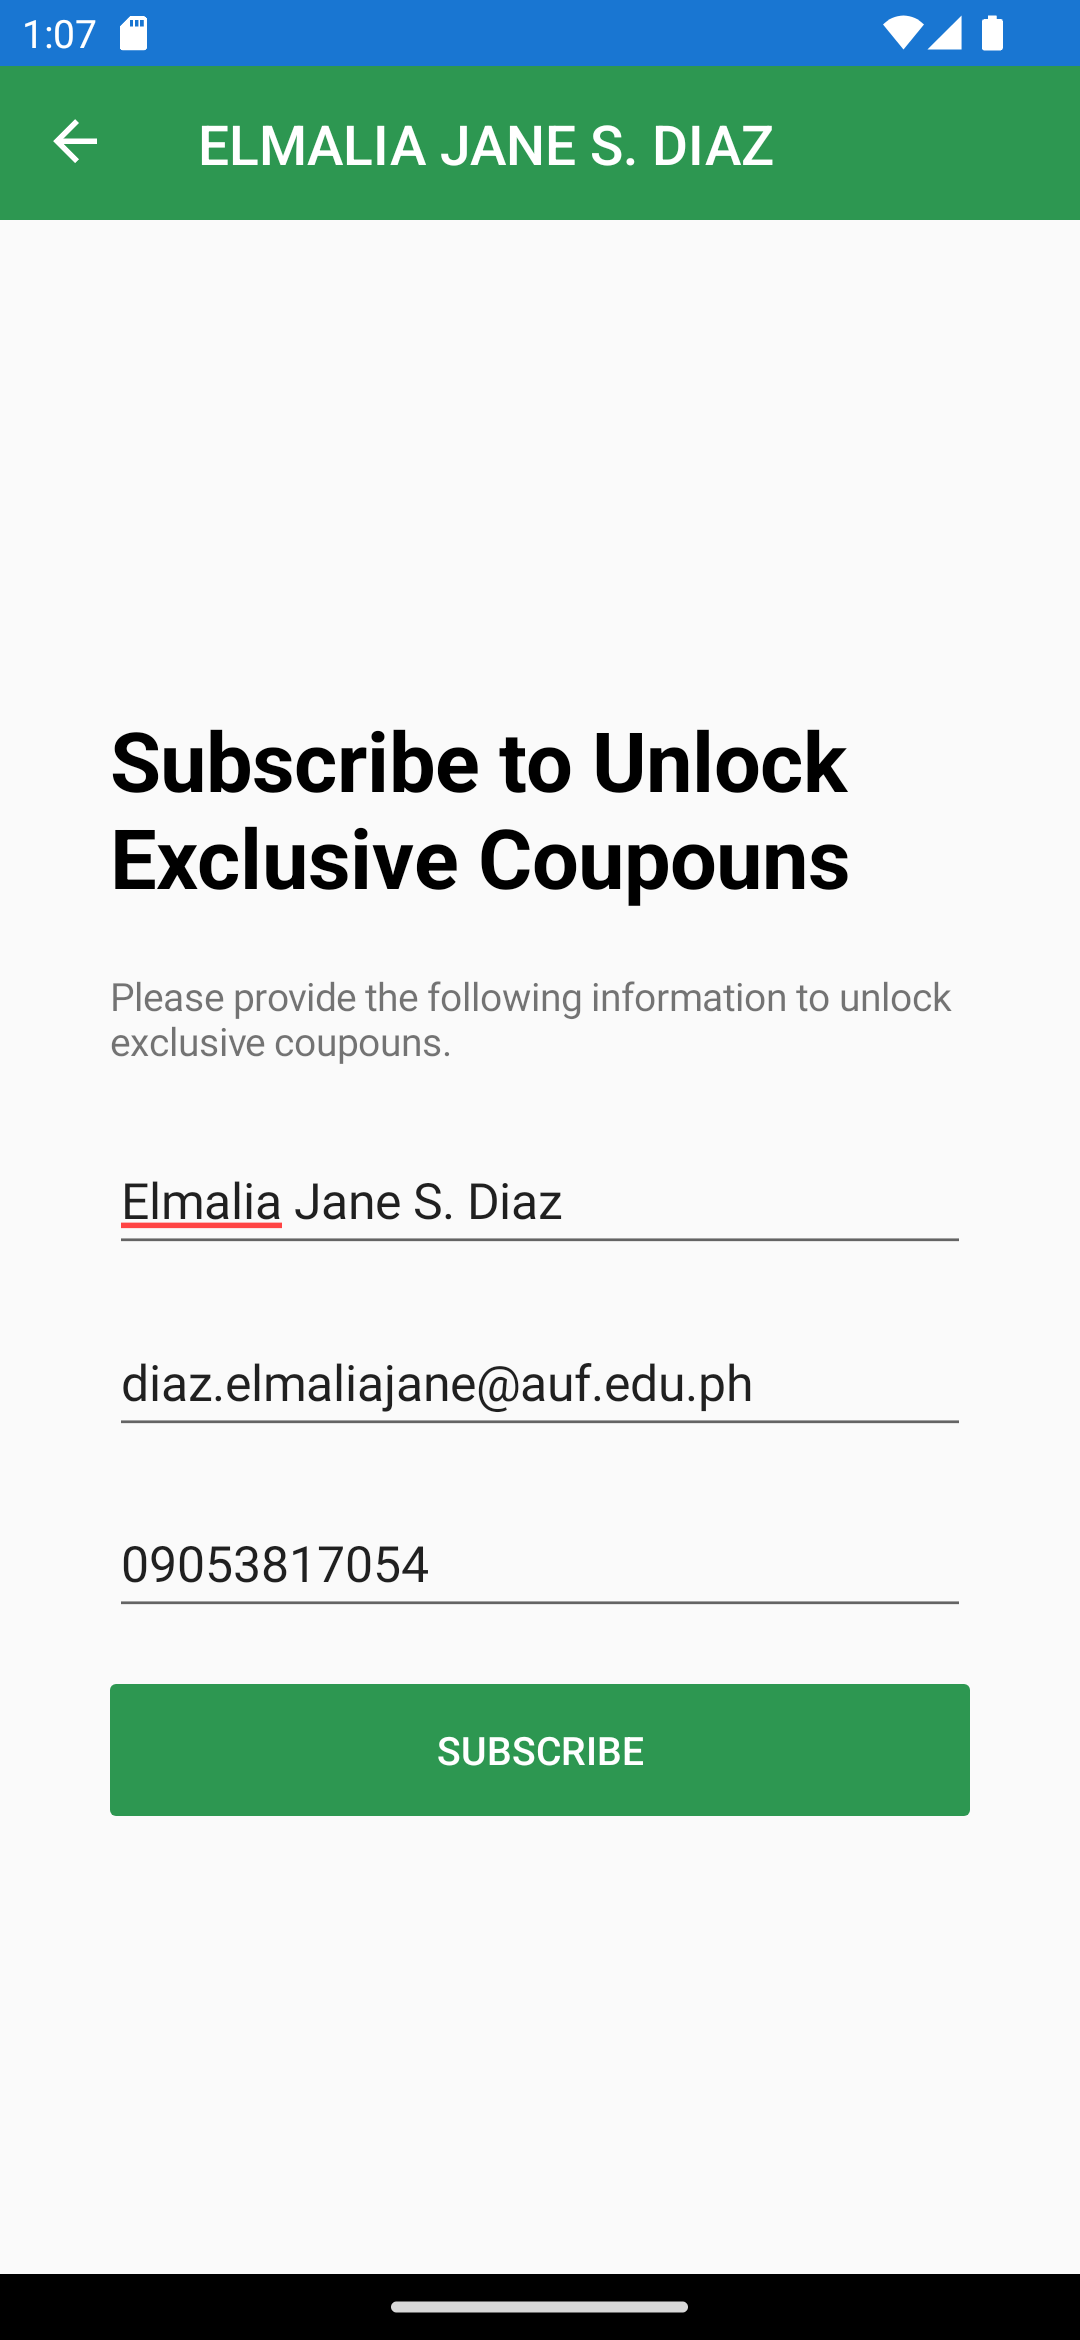 1:07
ELMALIA JANE S. DIAZ
Subscribe to Unlock
Exclusive Coupouns
Please provide the following information to unlock
exclusive coupouns.
Elmalia Jane S. Diaz
diaz.elmaliajane@auf.edu.ph
09053817054
SUBSCRIBE